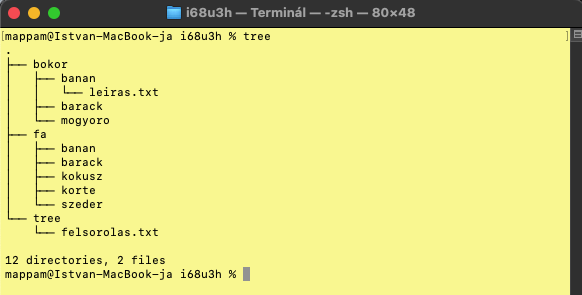 i68u3h — Terminál — -zsh — 80×48
[mappam@Istvan-MacBook-ja i68u3h % tree ]
.
├── bokor
│   ├── banan
│   │   └── leiras.txt
│   ├── barack
│   └── mogyoro
├── fa
│   ├── banan
│   ├── barack
│   ├── kokusz
│   ├── korte
│   └── szeder
└── tree
    └── felsorolas.txt

12 directories, 2 files
mappam@Istvan-MacBook-ja i68u3h %